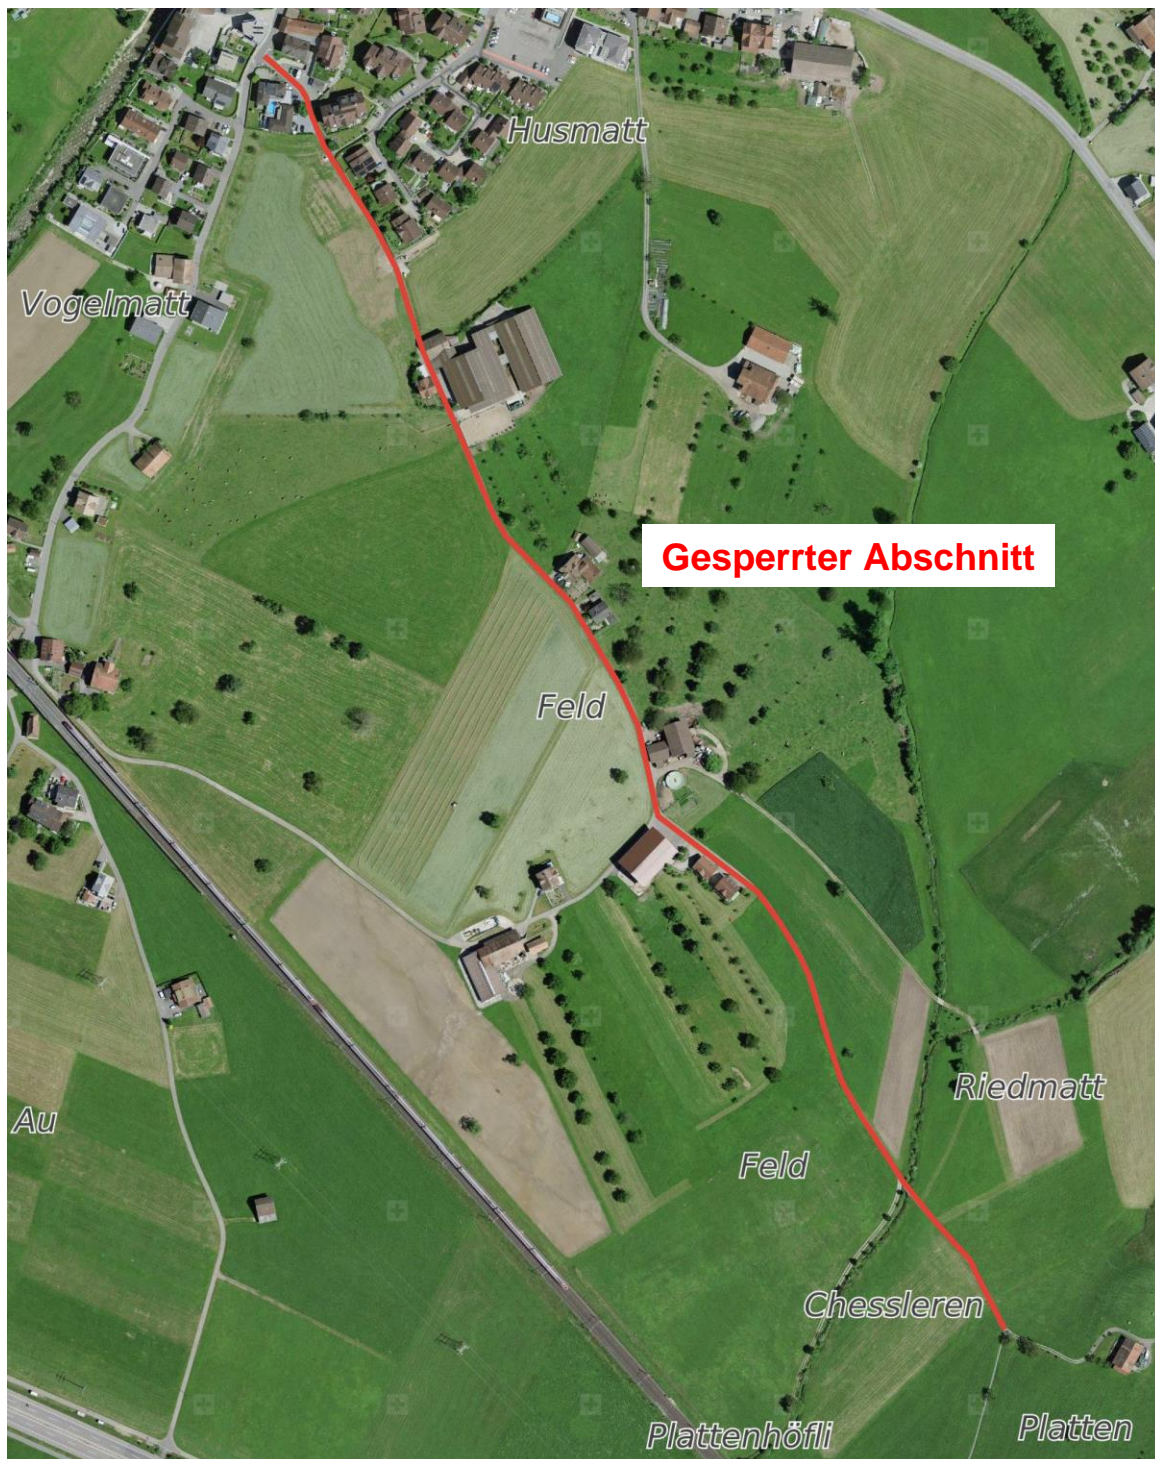 Husmatt
Vogelmatt
Gesperrter Abschnitt
Feld
Riedmatt
Au
Feld
Chessleren
Plattenhöfli
Platten